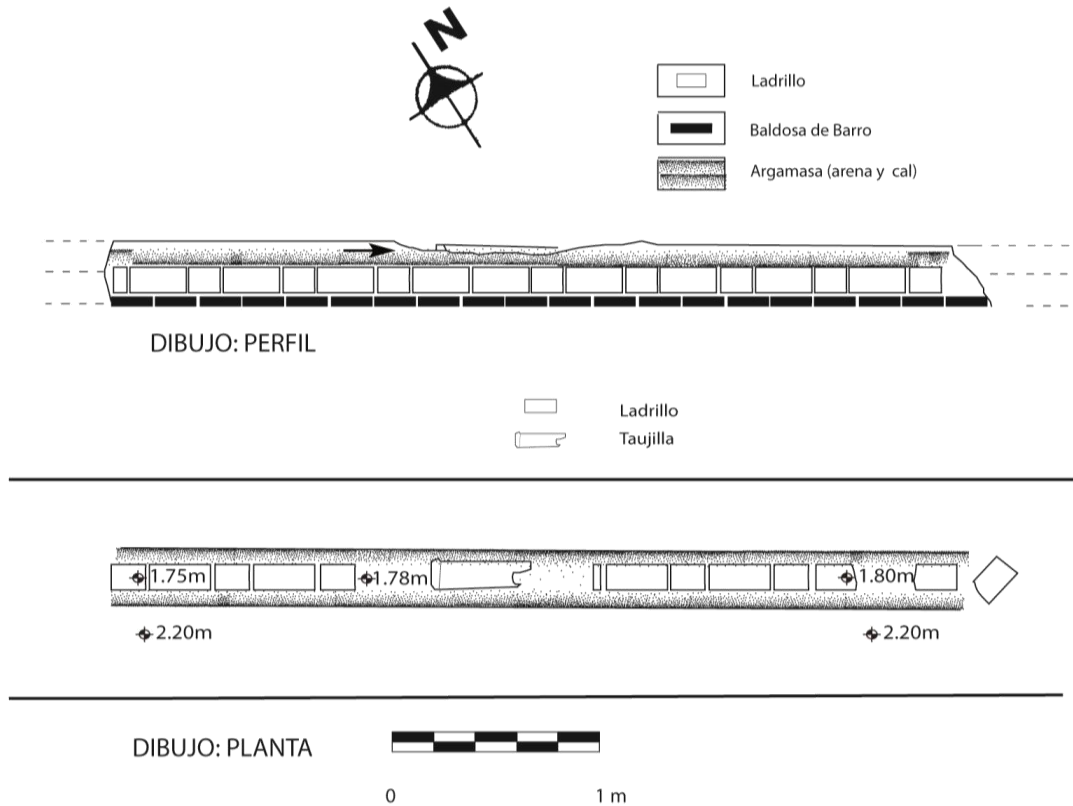 N
Ladrillo
Baldosa de Barro
Argamasa (arena y cal)
DIBUJO: PERFIL
Ladrillo
Taujilla
1.75m
1.78m
1.80m
2.20m
2.20m
DIBUJO: PLANTA
0 1 m